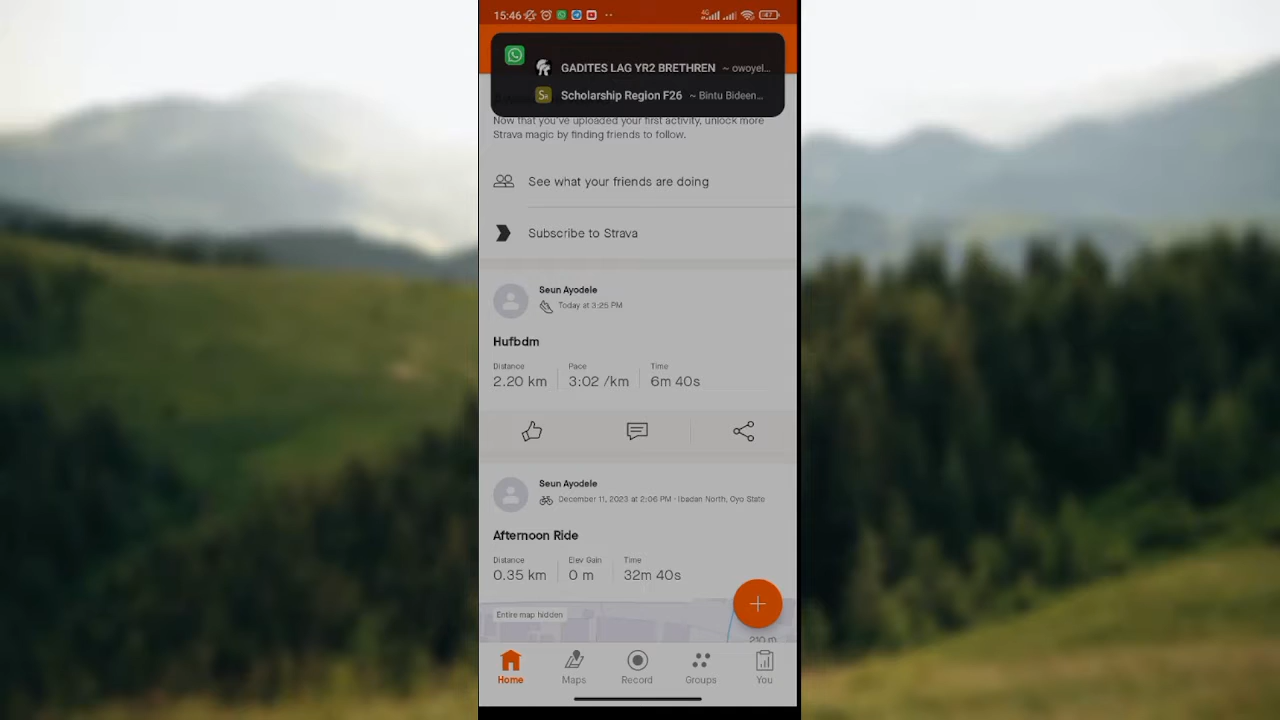 15:46
4G
47
GADITES LAG YR2 BRETHREN ~ owoyel...
Scholarship Region F26 ~ Bintu Bideen...
Now that you've uploaded your first activity, unlock more
Strava magic by finding friends to follow.
See what your friends are doing
Subscribe to Strava
Seun Ayodele
Today at 3:25 PM
Hufbdm
Distance Pace Time
2.20 km 3:02 /km 6m 40s
Seun Ayodele
December 11, 2023 at 2:06 PM · Ibadan North, Oyo State
Afternoon Ride
Distance Elev Gain Time
0.35 km 0 m 32m 40s
Entire map hidden
210 m
Home Maps Record Groups You